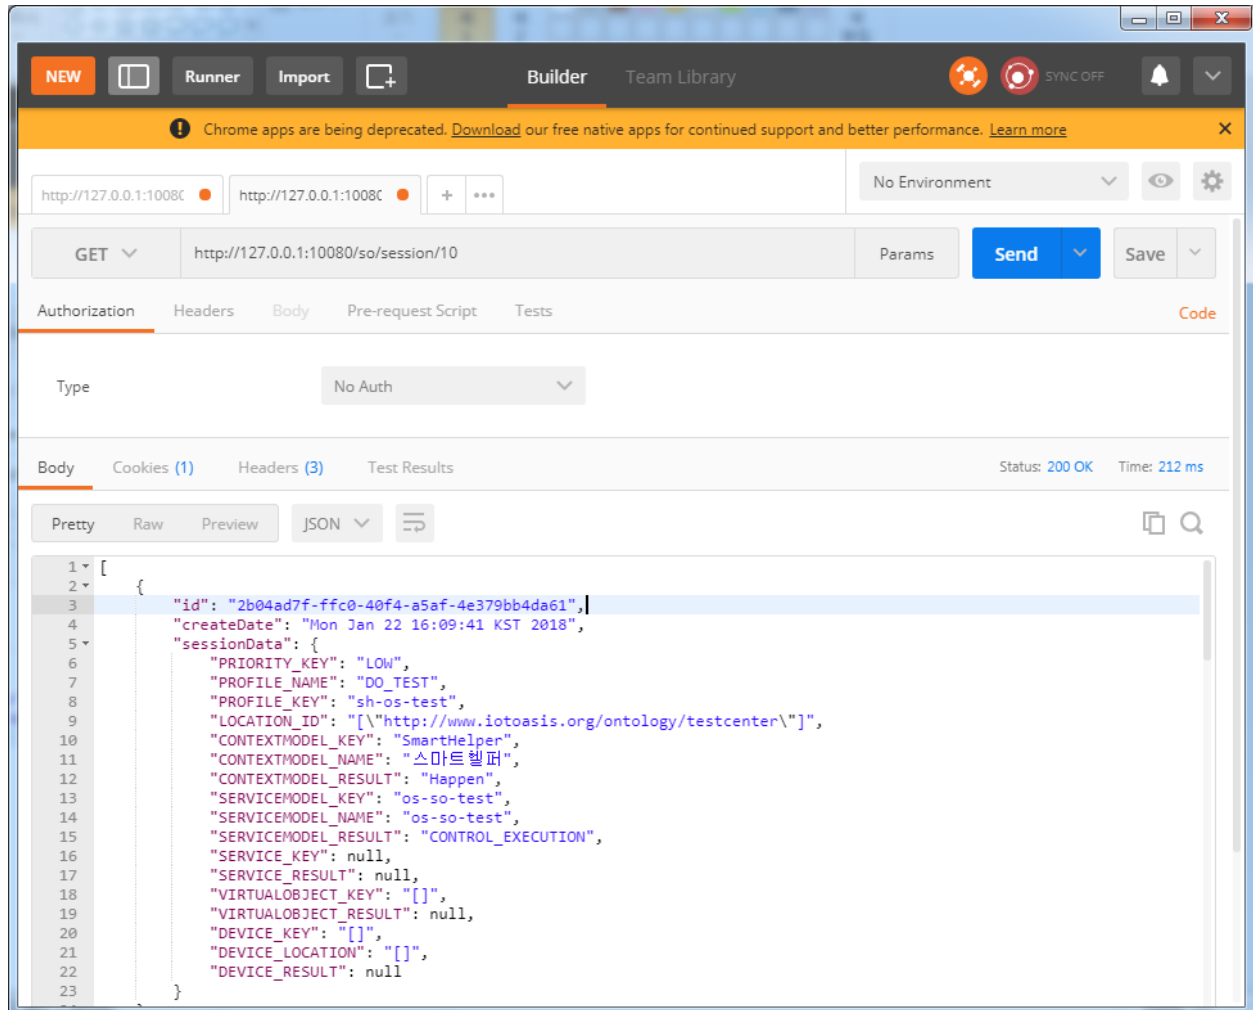 NEW Runner Import Builder Team Library SYNC OFF
Chrome apps are being deprecated. Download our free native apps for continued support and better performance. Learn more
http://127.0.0.1:1008 http://127.0.0.1:1008 + ••• No Environment
GET http://127.0.0.1:10080/so/session/10 Params Send Save
Authorization Headers Body Pre-request Script Tests Code
Type No Auth
Body Cookies (1) Headers (3) Test Results Status: 200 OK Time: 212 ms
Pretty Raw Preview JSON
1 [
2 {
3 "id": "2b04ad7f-ffc0-40f4-a5af-4e379bb4da61",
4 "createDate": "Mon Jan 22 16:09:41 KST 2018",
5 "sessionData": {
6 "PRIORITY_KEY": "LOW",
7 "PROFILE_NAME": "DO_TEST",
8 "PROFILE_KEY": "sh-os-test",
9 "LOCATION_ID": "[\"http://www.iotoasis.org/ontology/testcenter\"]",
10 "CONTEXTMODEL_KEY": "SmartHelper",
11 "CONTEXTMODEL_NAME": "스마트헬퍼",
12 "CONTEXTMODEL_RESULT": "Happen",
13 "SERVICEMODEL_KEY": "os-so-test",
14 "SERVICEMODEL_NAME": "os-so-test",
15 "SERVICEMODEL_RESULT": "CONTROL_EXECUTION",
16 "SERVICE_KEY": null,
17 "SERVICE_RESULT": null,
18 "VIRTUALOBJECT_KEY": "[]",
19 "VIRTUALOBJECT_RESULT": null,
20 "DEVICE_KEY": "[]",
21 "DEVICE_LOCATION": "[]",
22 "DEVICE_RESULT": null
23 }